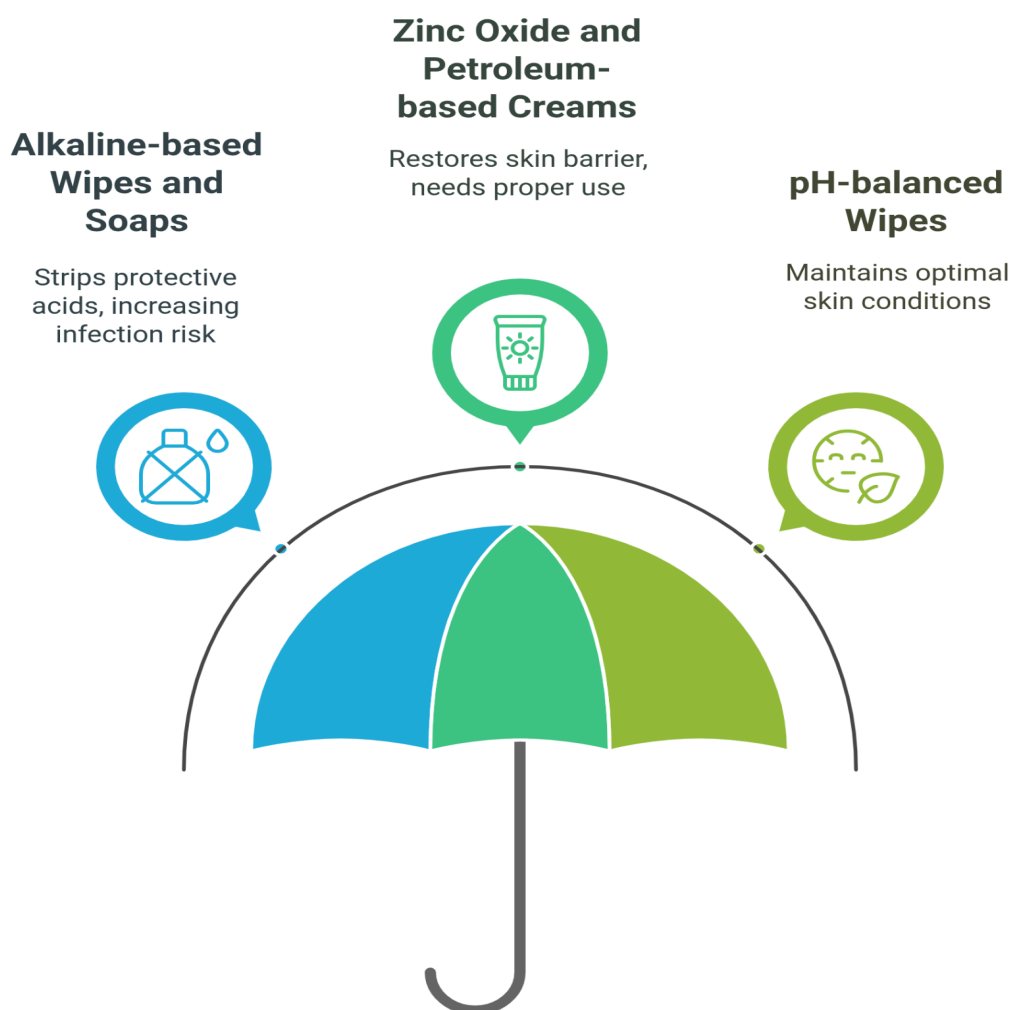 Zinc Oxide and
Petroleum-
based Creams
Restores skin barrier,
needs proper use
Alkaline-based
Wipes and
Soaps
Strips protective
acids, increasing
infection risk
pH-balanced
Wipes
Maintains optimal
skin conditions